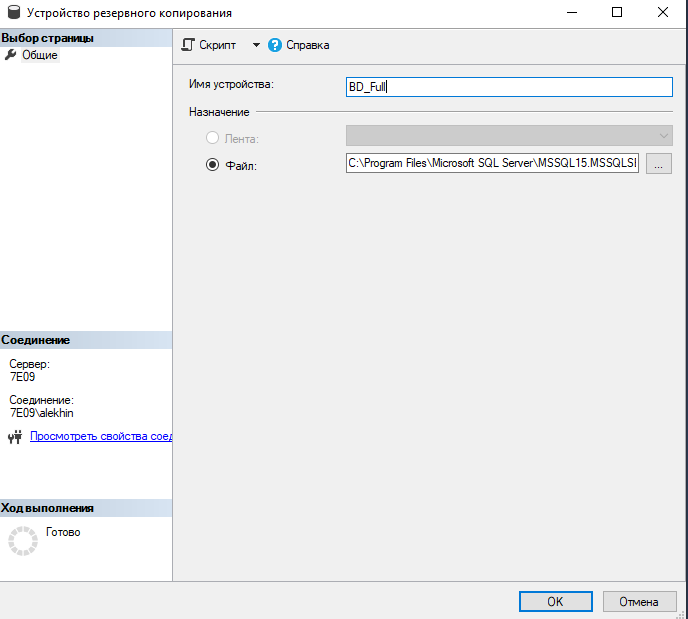 Устройство резервного копирования
Выбор страницы
Общие
Скрипт
Справка
Имя устройства:
BD_Full
Назначение
Лента:
Файл:
C:\Program Files\Microsoft SQL Server\MSSQL15.MSSQLSI
...
Соединение
Сервер:
7E09
Соединение:
7E09\alekhin
Просмотреть свойства соед
Ход выполнения
Готово
OK
Отмена